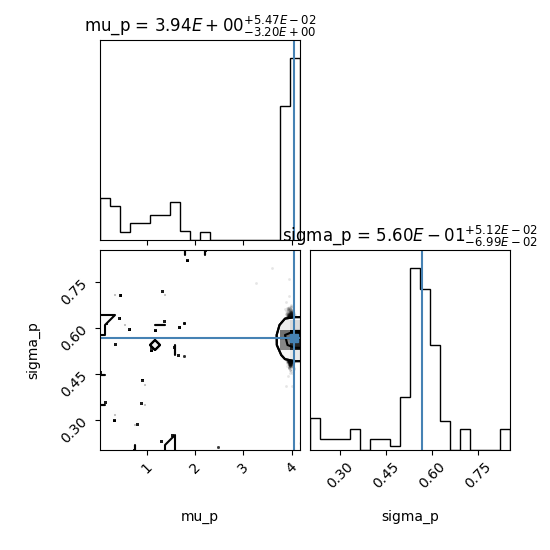 mu_p = 3.94E+00+5.47E−02−3.20E+00
sigma_p = 5.60E−01+5.12E−02−6.99E−02
0.75
0.60
0.45
0.30
sigma_p
1
2
3
4
mu_p
0.30
0.45
0.60
0.75
sigma_p